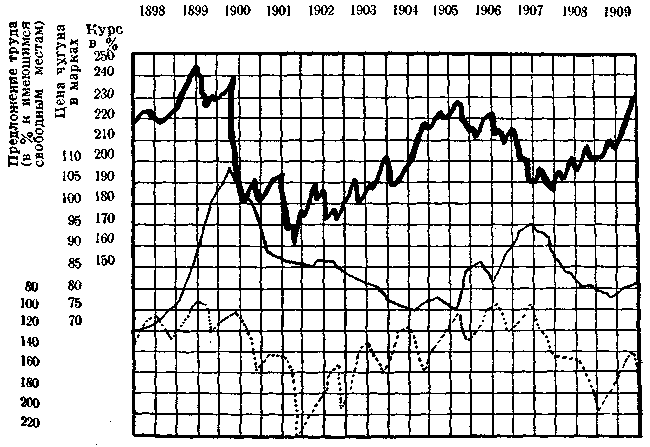 1898 1899 1900 1901 1902 1903 1904 1905 1906 1907 1908 1909
Предложение труда
(в % к имеющимся
свободным местам)
Цена чугуна
в марках
Курс
в %
250
240
230
220
210
110 200
105 190
100 180
95 170
90 160
85 150
80 80
100 75
120 70
140
160
180
200
220